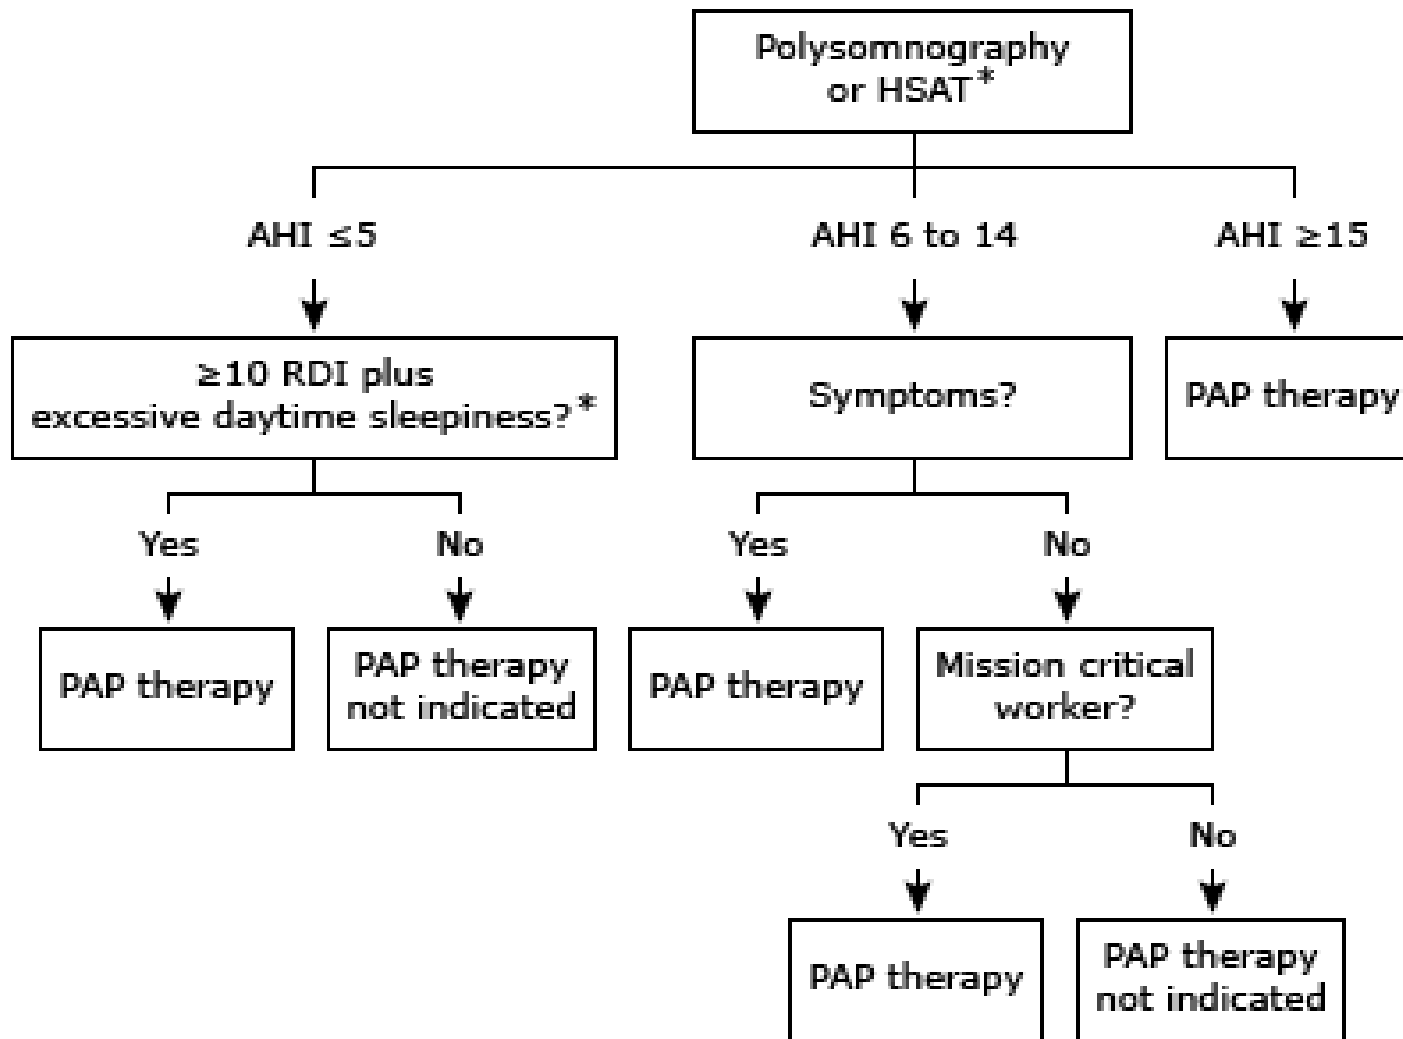 Polysomnography
or HSAT*
AHI ≤5
AHI 6 to 14
AHI ≥15
≥10 RDI plus
excessive daytime sleepiness?*
Symptoms?
PAP therapy
Yes
No
Yes
No
PAP therapy
PAP therapy
not indicated
PAP therapy
Mission critical
worker?
Yes
No
PAP therapy
PAP therapy
not indicated